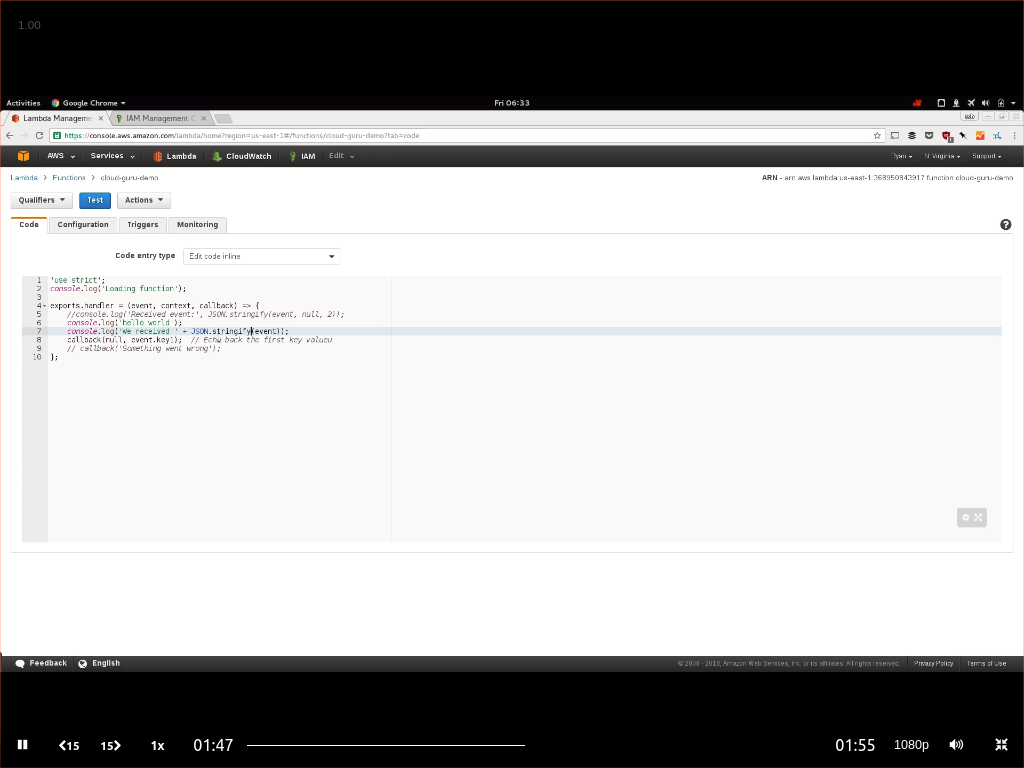 1.00
Activities Google Chrome Fri 06:33
Lambda Manageme × IAM Management C ×
https://console.aws.amazon.com/lambda/home?region=us-east-1#/functions/cloud-guru-demo?tab=code
AWS Services Lambda CloudWatch IAM Edit Ryan N. Virginia Support
Lambda > Functions > cloud-guru-demo ARN - arn:aws:lambda:us-east-1:368950843917:function:cloud-guru-demo
Qualifiers Test Actions
Code Configuration Triggers Monitoring
Code entry type Edit code inline
1 'use strict';
2 console.log('Loading function');
3
4 exports.handler = (event, context, callback) => {
5 //console.log('Received event:', JSON.stringify(event, null, 2));
6 console.log('hello world');
7 console.log('We received ' + JSON.stringify(event));
8 callback(null, event.key1); // Echo back the first key valueu
9 // callback('Something went wrong');
10 };
Feedback English © 2008 - 2016, Amazon Web Services, Inc. or its affiliates. All rights reserved. Privacy Policy Terms of Use
15 15 1x 01:47 01:55 1080p